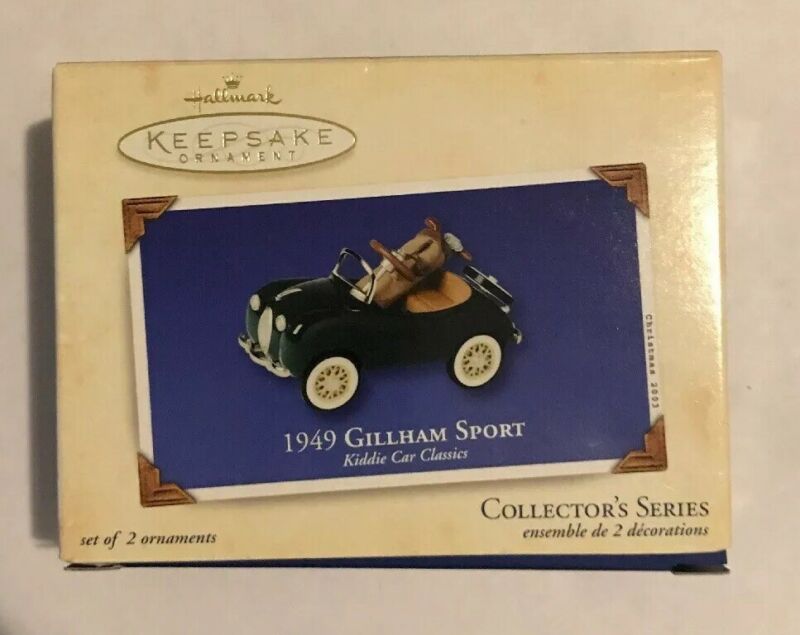 Hallmark
KEEPSAKE
ORNAMENT
Christmas 2003
1949 GILLHAM SPORT
Kiddie Car Classics
COLLECTOR'S SERIES
set of 2 ornaments
ensemble de 2 décorations